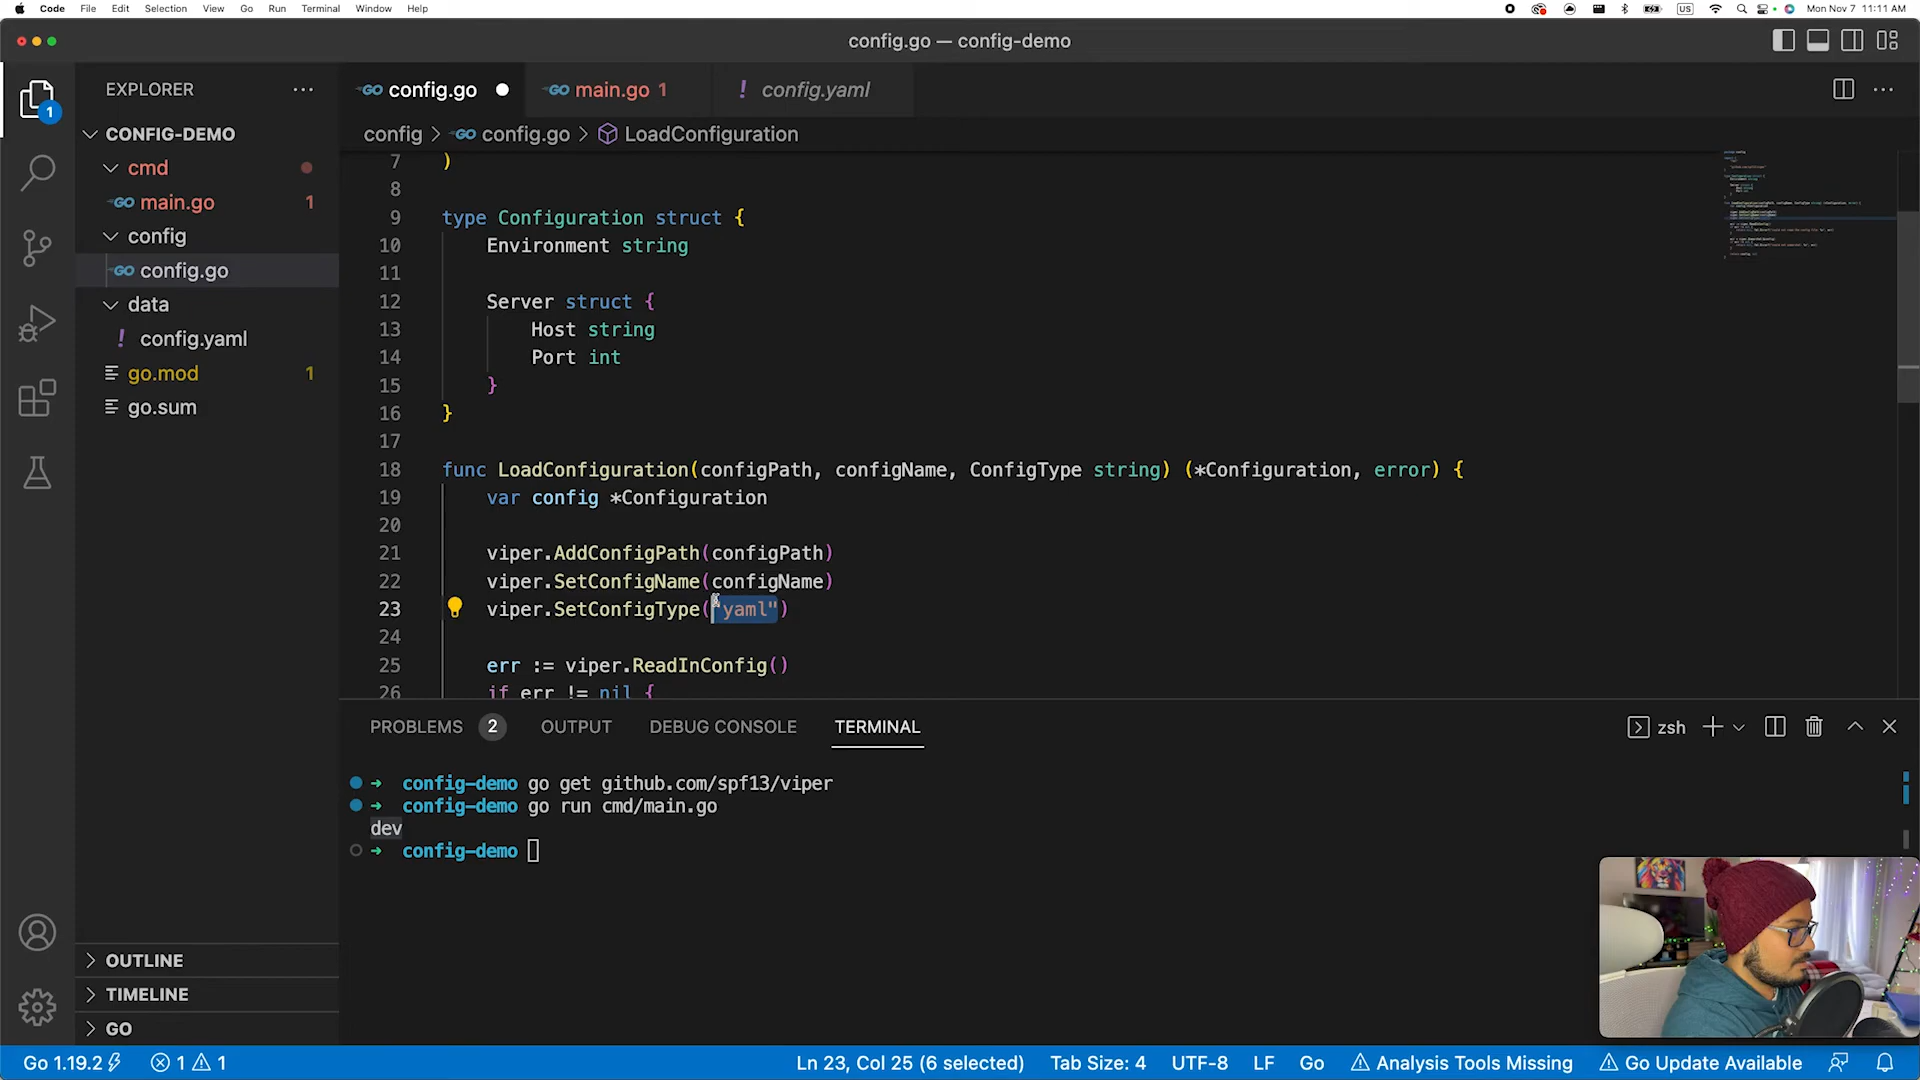 Code File Edit Selection View Go Run Terminal Window Help US Mon Nov 7 11:11 AM
config.go — config-demo
1
EXPLORER
CONFIG-DEMO
cmd
main.go 1
config
config.go
data
config.yaml
go.mod 1
go.sum
OUTLINE
TIMELINE
GO
config.go main.go 1 config.yaml
config > config.go > LoadConfiguration
7 )
8
9 type Configuration struct {
10 Environment string
11
12 Server struct {
13 Host string
14 Port int
15 }
16 }
17
18 func LoadConfiguration(configPath, configName, ConfigType string) (*Configuration, error) {
19 var config *Configuration
20
21 viper.AddConfigPath(configPath)
22 viper.SetConfigName(configName)
23 viper.SetConfigType("yaml")
24
25 err := viper.ReadInConfig()
26 if err != nil {
PROBLEMS 2 OUTPUT DEBUG CONSOLE TERMINAL zsh
config-demo go get github.com/spf13/viper
config-demo go run cmd/main.go
dev
config-demo
Go 1.19.2 1 1 Ln 23, Col 25 (6 selected) Tab Size: 4 UTF-8 LF Go Analysis Tools Missing Go Update Available